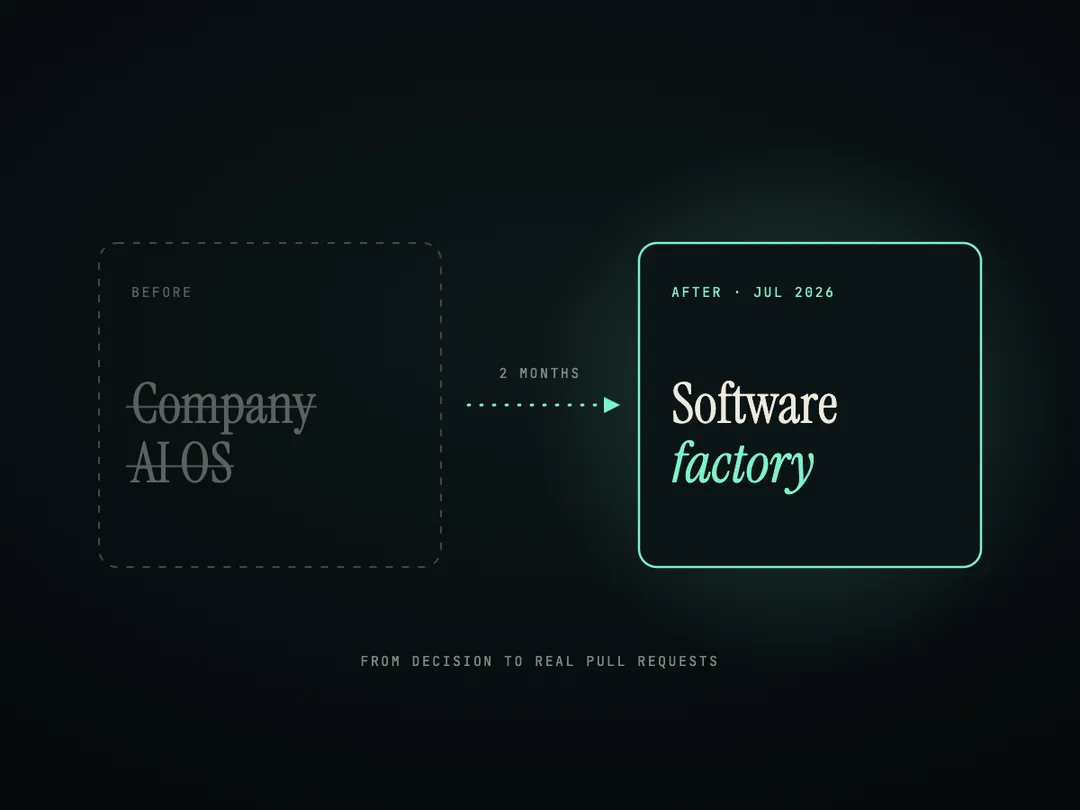 BEFORE
Company
AI OS
2 MONTHS
AFTER · JUL 2026
Software
factory
FROM DECISION TO REAL PULL REQUESTS